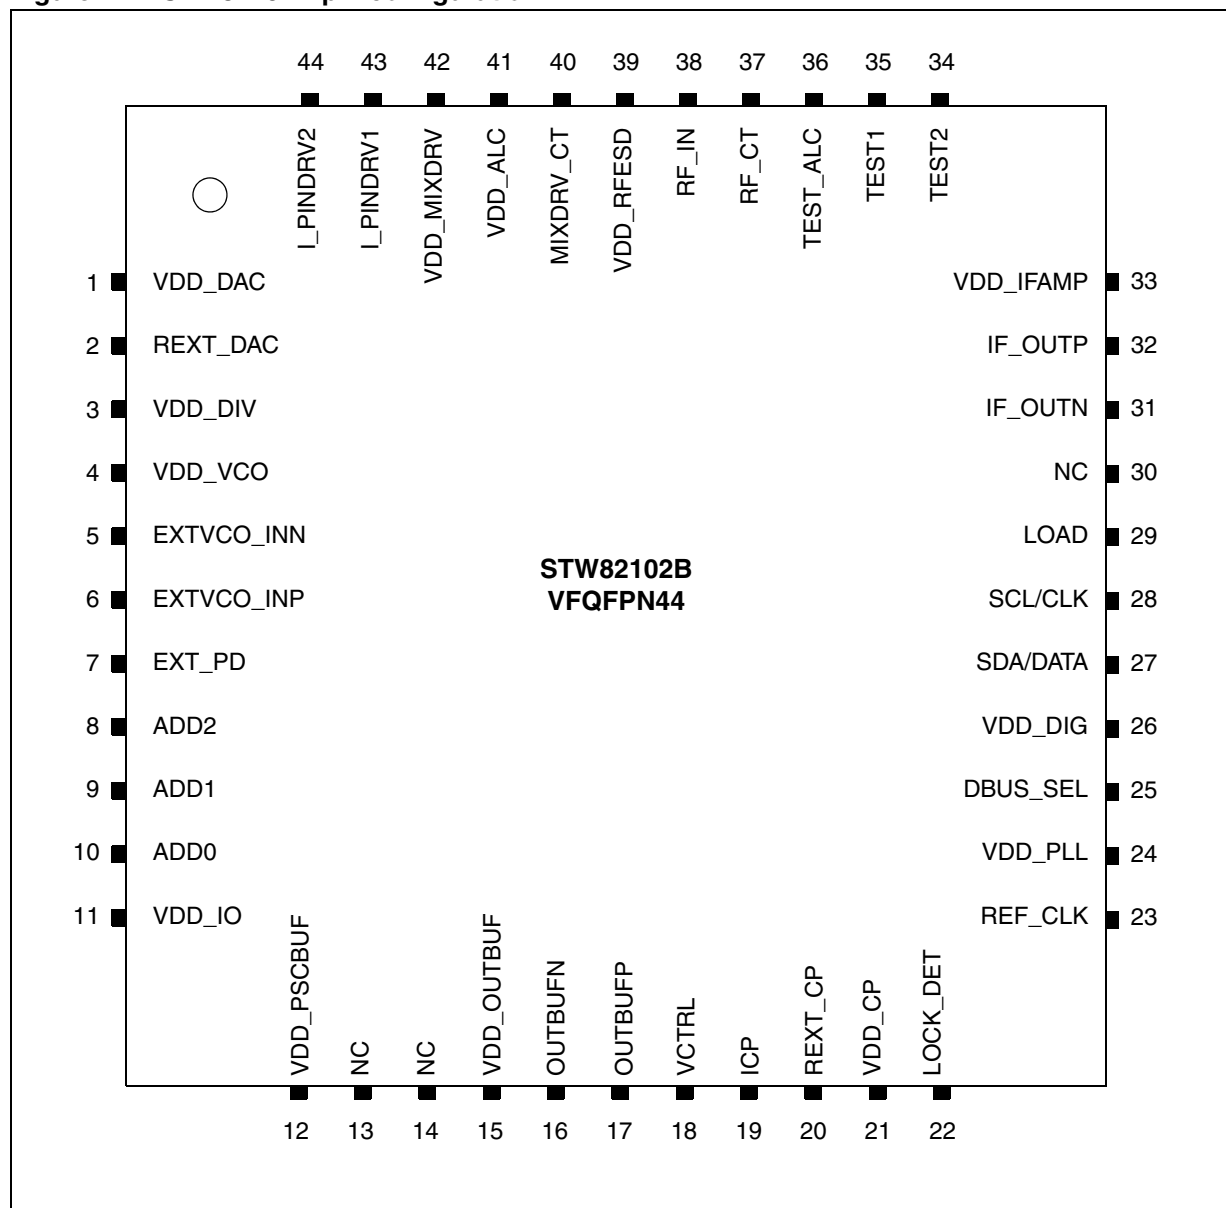 44 43 42 41 40 39 38 37 36 35 34
I_PINDRV2 I_PINDRV1 VDD_MIXDRV VDD_ALC MIXDRV_CT VDD_RFESD RF_IN RF_CT TEST_ALC TEST1 TEST2
1 VDD_DAC VDD_IFAMP 33
2 REXT_DAC IF_OUTP 32
3 VDD_DIV IF_OUTN 31
4 VDD_VCO NC 30
5 EXTVCO_INN LOAD 29
STW82102B
6 EXTVCO_INP VFQFPN44 SCL/CLK 28
7 EXT_PD SDA/DATA 27
8 ADD2 VDD_DIG 26
9 ADD1 DBUS_SEL 25
10 ADD0 VDD_PLL 24
11 VDD_IO REF_CLK 23
VDD_PSCBUF NC NC VDD_OUTBUF OUTBUFN OUTBUFP VCTRL ICP REXT_CP VDD_CP LOCK_DET
12 13 14 15 16 17 18 19 20 21 22